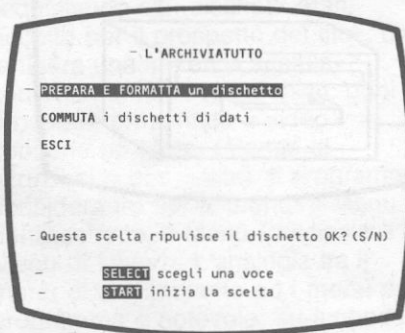 - L'ARCHIVIATUTTO
- PREPARA E FORMATTA un dischetto
- COMMUTA i dischetti di dati
- ESCI
- Questa scelta ripulisce il dischetto OK? (S/N)
- SELECT scegli una voce
- START inizia la scelta